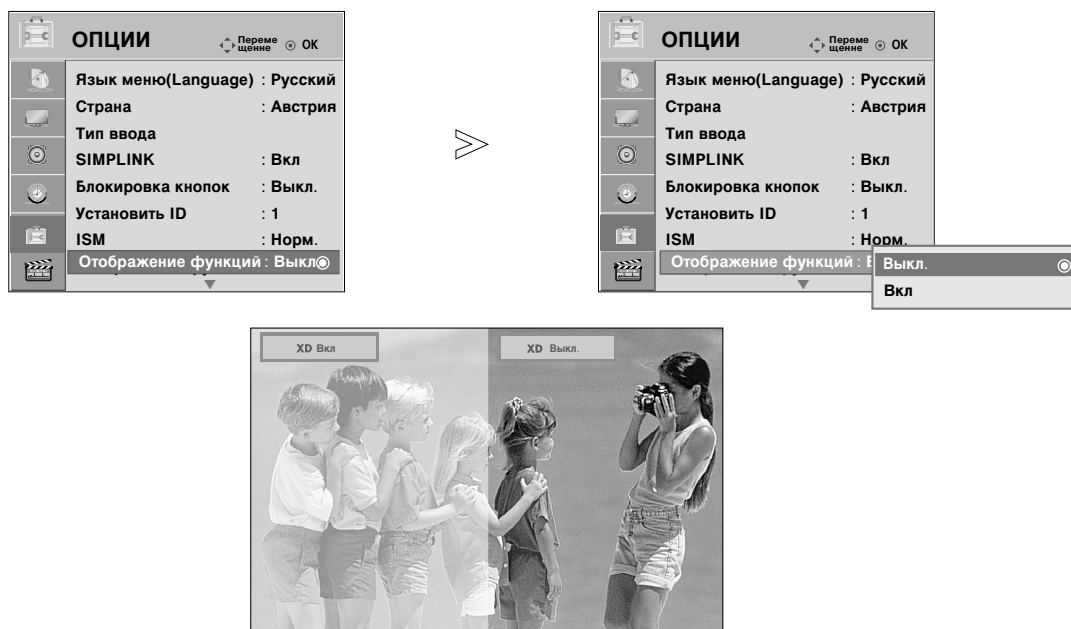 ОПЦИИ
Переме
щенне
OK
Язык меню(Language) : Русский
Страна : Австрия
Тип ввода
SIMPLINK : Вкл
Блокировка кнопок : Выкл.
Установить ID : 1
ISM : Норм.
Отображение функций : Выкл
ОПЦИИ
Переме
щенне
OK
Язык меню(Language) : Русский
Страна : Австрия
Тип ввода
SIMPLINK : Вкл
Блокировка кнопок : Выкл.
Установить ID : 1
ISM : Норм.
Отображение функций :
Выкл.
Вкл
XD Вкл
XD Выкл.